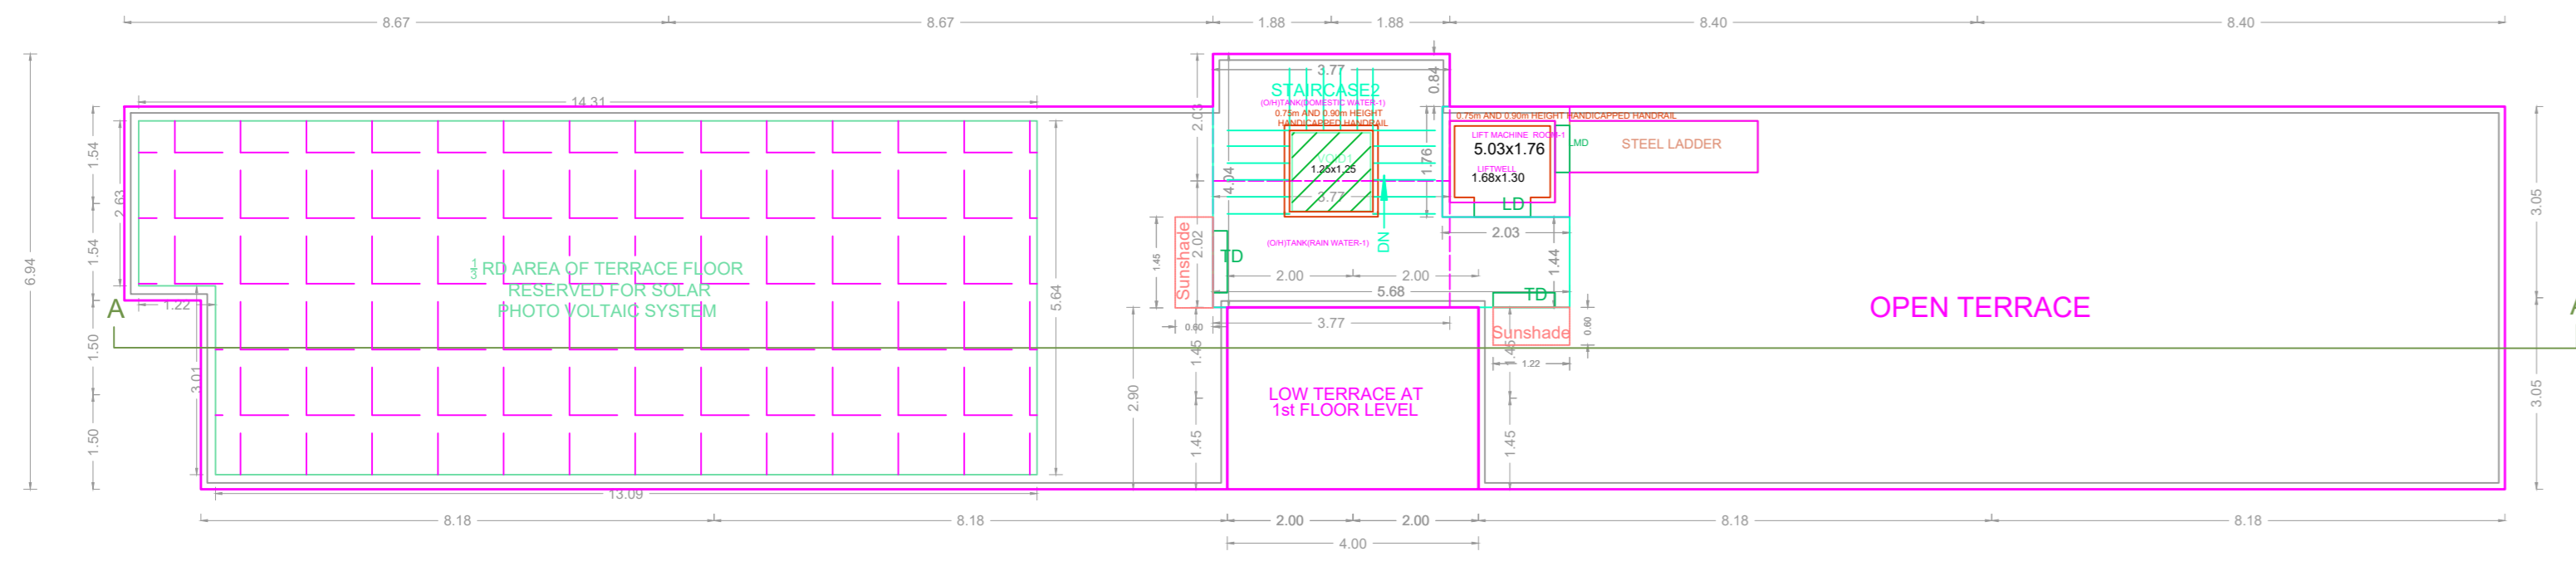 8.67
8.67
1.88
1.88
8.40
8.40
14.31
3.77
0.84
STAIRCASE2
(O/H)TANK(DOMESTIC WATER-1)
0.75m AND 0.90m HEIGHT
HANDICAPPED HANDRAIL
0.75m AND 0.90m HEIGHT HANDICAPPED HANDRAIL
2.03
LIFT MACHINE ROOM-1
5.03x1.76
LMD
STEEL LADDER
LIFTWELL
1.68x1.30
VOID1
1.25x1.25
1.76
4.04
3.77
LD
2.03
1.54
2.63
1.54
6.94
3.05
Sunshade
1.45
2.02
TD
(O/H)TANK(RAIN WATER-1)
DN
1.44
1/3 RD AREA OF TERRACE FLOOR
RESERVED FOR SOLAR
PHOTO VOLTAIC SYSTEM
2.00
2.00
5.68
TD
5.64
1.22
A
OPEN TERRACE
A
0.60
3.77
Sunshade
0.60
1.22
1.50
3.01
1.45
1.45
2.90
LOW TERRACE AT
1st FLOOR LEVEL
3.05
1.50
1.45
1.45
13.09
8.18
8.18
2.00
2.00
8.18
8.18
4.00